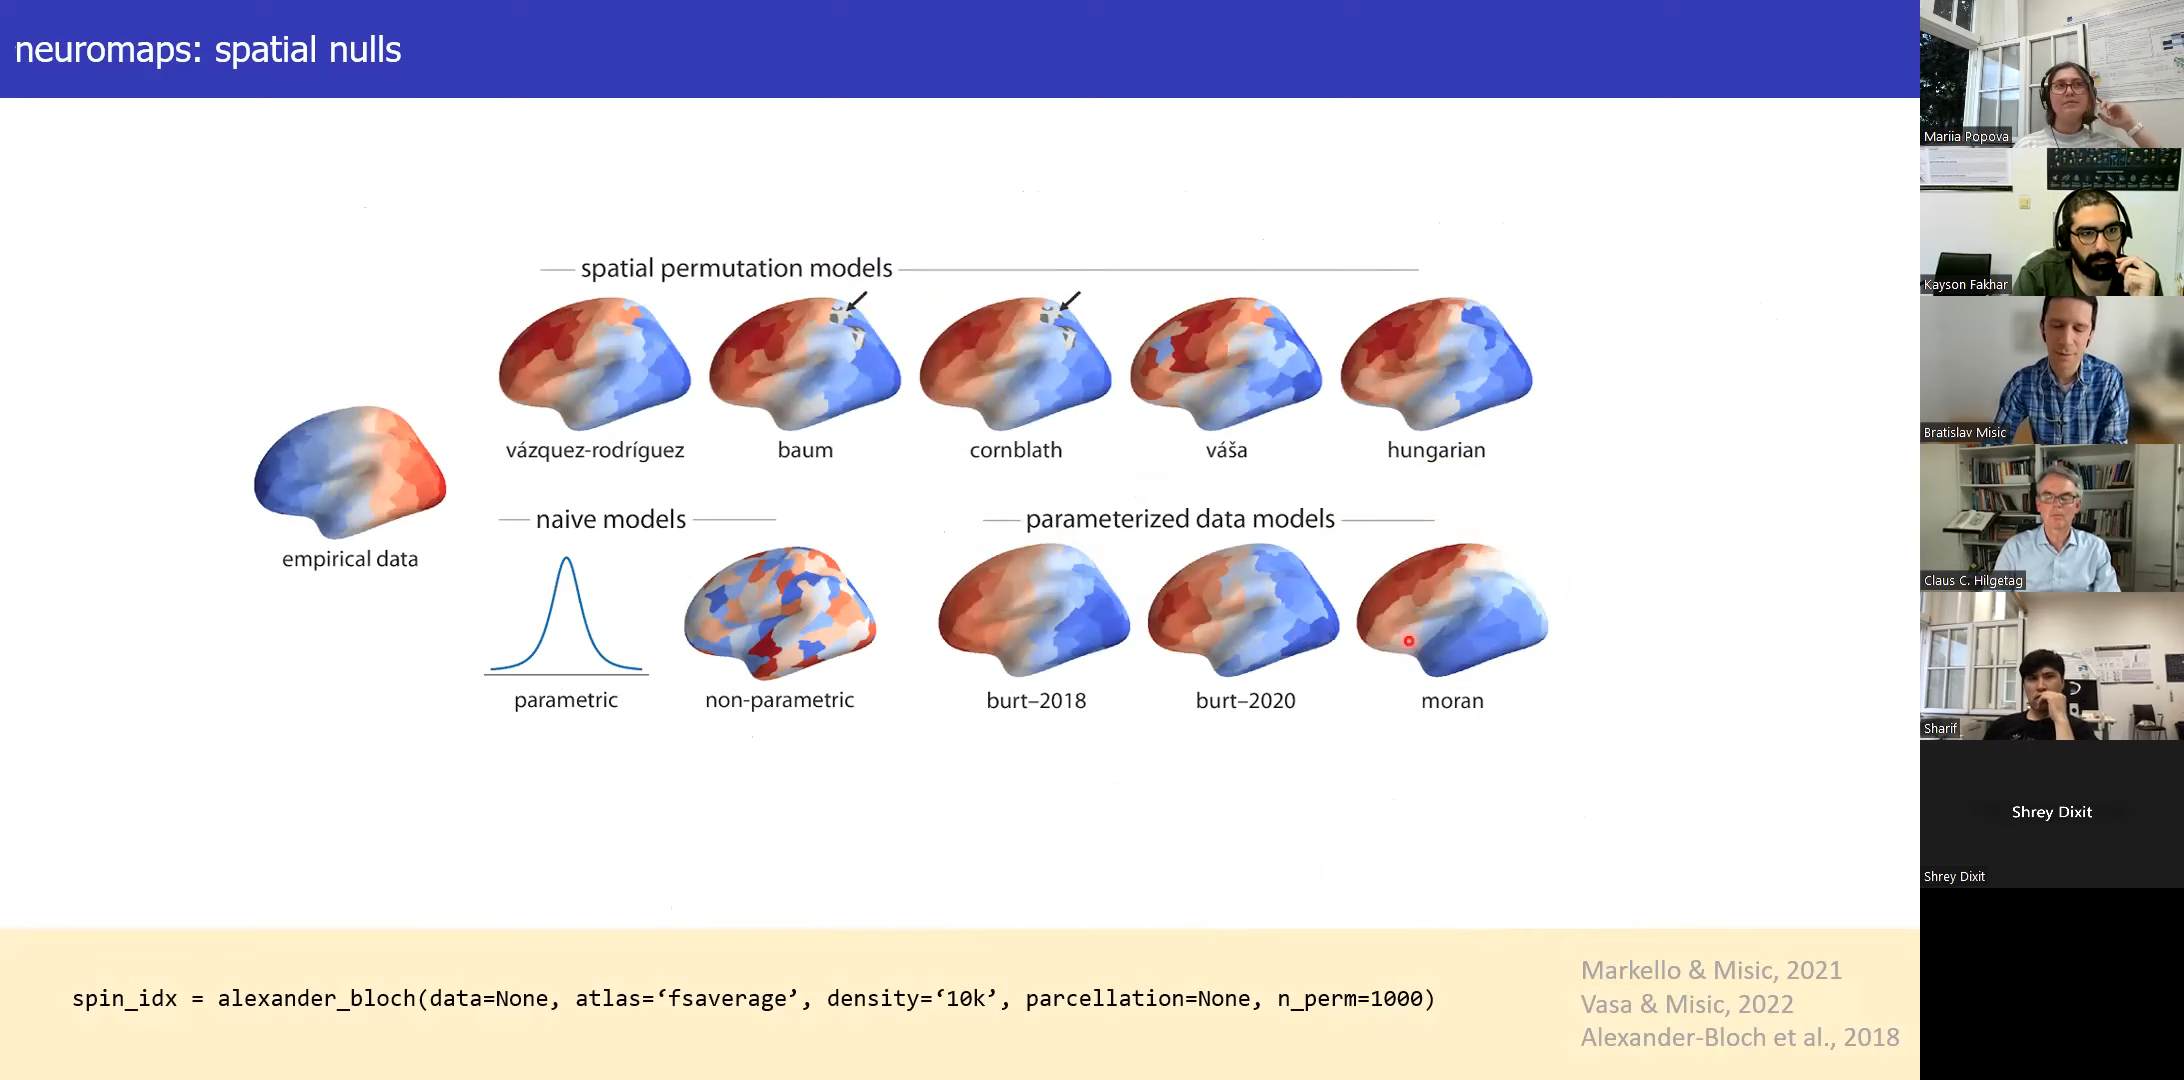 neuromaps: spatial nulls
spatial permutation models
vázquez-rodríguez
baum
cornblath
váša
hungarian
empirical data
naive models
parameterized data models
parametric
non-parametric
burt–2018
burt–2020
moran
spin_idx = alexander_bloch(data=None, atlas=‘fsaverage’, density=‘10k’, parcellation=None, n_perm=1000)
Markello & Misic, 2021
Vasa & Misic, 2022
Alexander-Bloch et al., 2018
Mariia Popova
Kayson Fakhar
Bratislav Misic
Claus C. Hilgetag
Sharif
Shrey Dixit
Shrey Dixit